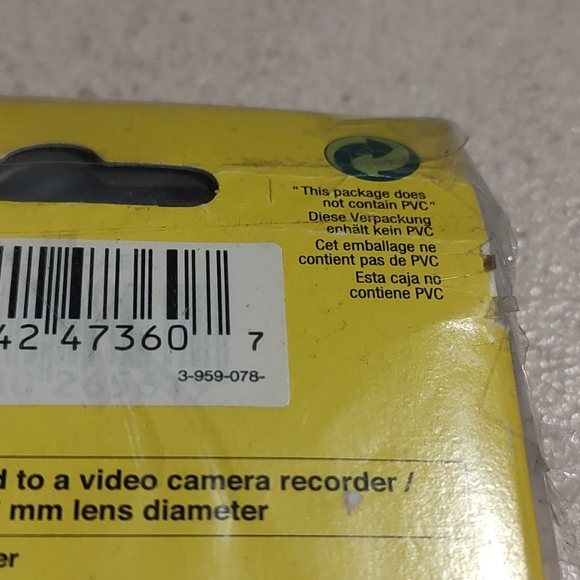 "This package does
not contain PVC"
Diese Verpackung
enhält kein PVC
Cet emballage ne
contient pas de PVC
Esta caja no
contiene PVC
42 47360 7
3-959-078-
d to a video camera recorder /
mm lens diameter
er